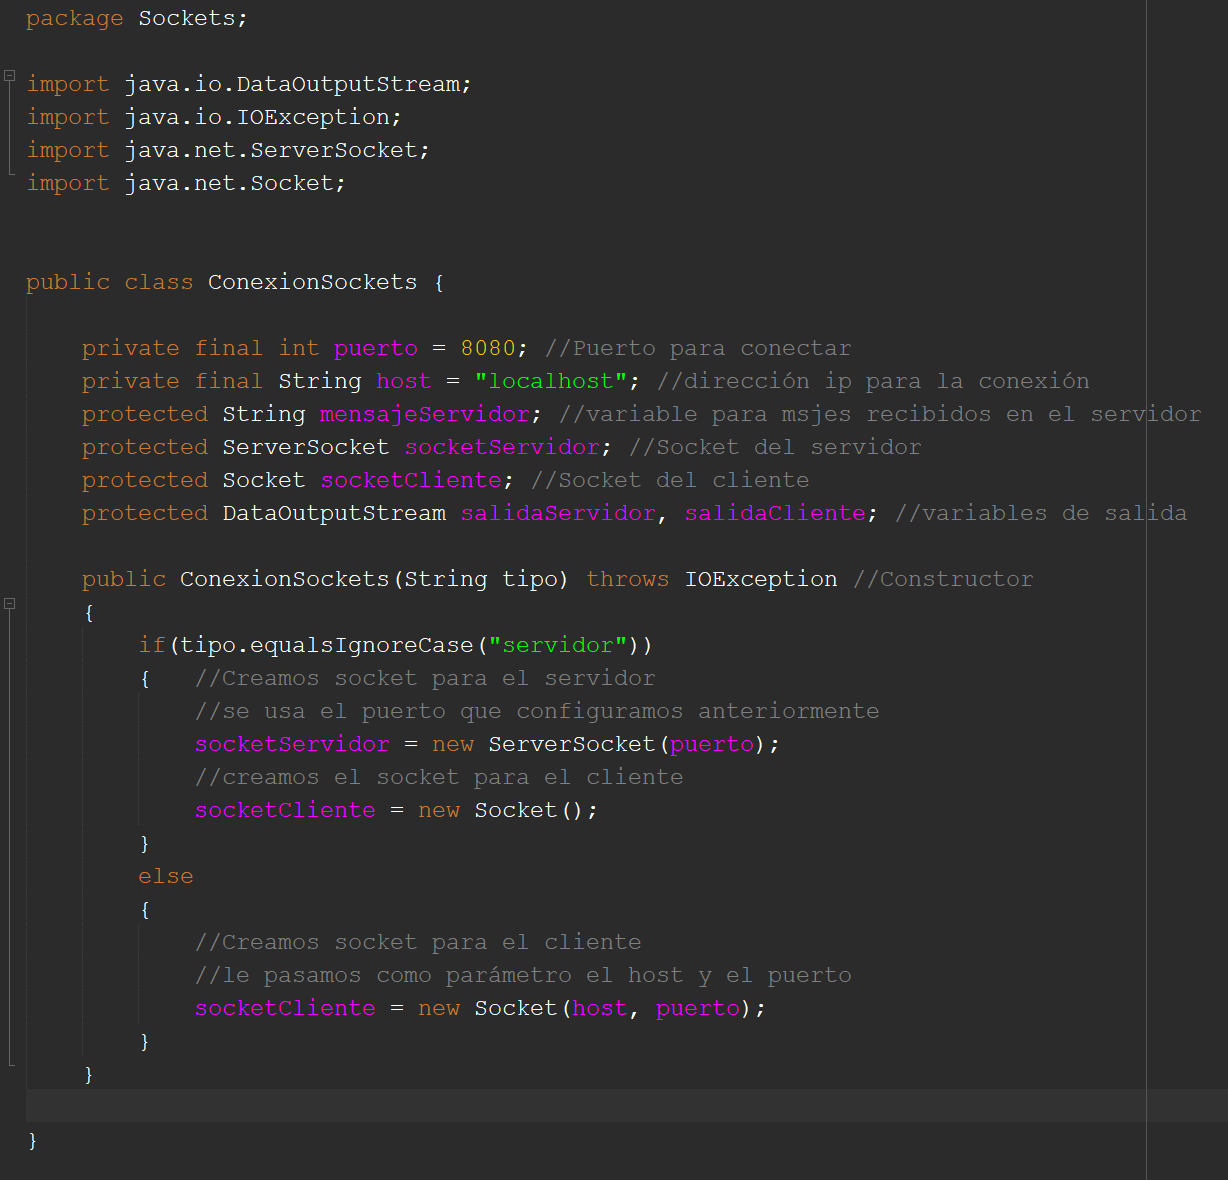 package Sockets;
import java.io.DataOutputStream;
import java.io.IOException;
import java.net.ServerSocket;
import java.net.Socket;
public class ConexionSockets {
private final int puerto = 8080; //Puerto para conectar
private final String host = "localhost"; //dirección ip para la conexión
protected String mensajeServidor; //variable para msjes recibidos en el servidor
protected ServerSocket socketServidor; //Socket del servidor
protected Socket socketCliente; //Socket del cliente
protected DataOutputStream salidaServidor, salidaCliente; //variables de salida
public ConexionSockets(String tipo) throws IOException //Constructor
{
if(tipo.equalsIgnoreCase("servidor"))
{ //Creamos socket para el servidor
//se usa el puerto que configuramos anteriormente
socketServidor = new ServerSocket(puerto);
//creamos el socket para el cliente
socketCliente = new Socket();
}
else
{
//Creamos socket para el cliente
//le pasamos como parámetro el host y el puerto
socketCliente = new Socket(host, puerto);
}
}
}